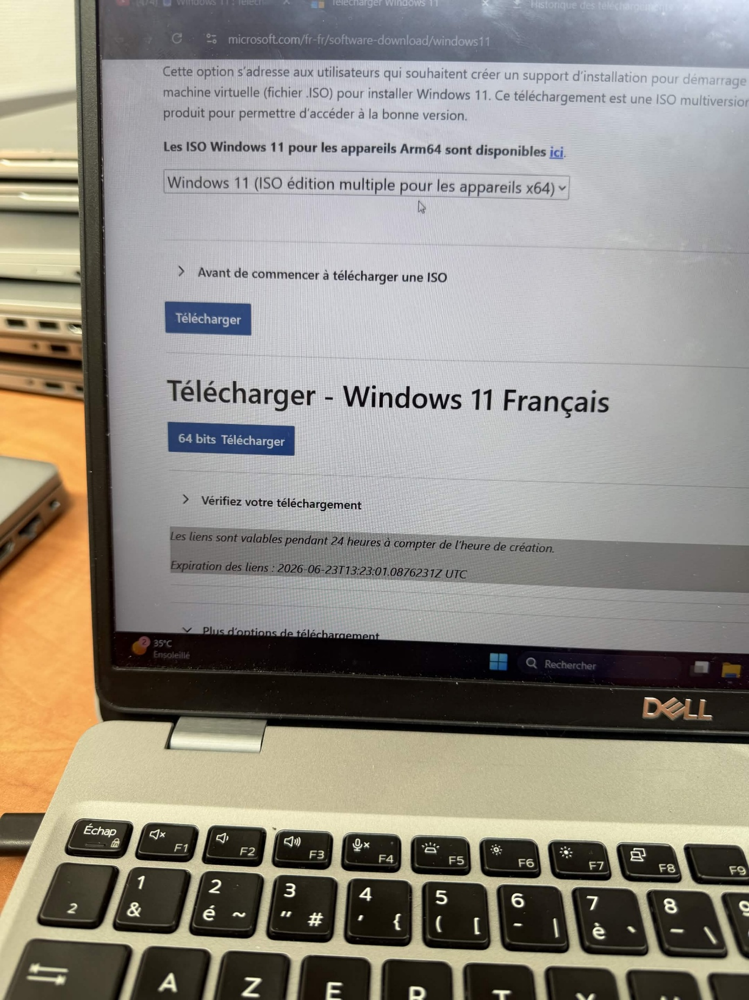 Windows 11 : Téléch
Télécharger Windows 11
Historique des téléchargements
microsoft.com/fr-fr/software-download/windows11
Cette option s'adresse aux utilisateurs qui souhaitent créer un support d'installation pour démarrage
machine virtuelle (fichier .ISO) pour installer Windows 11. Ce téléchargement est une ISO multiversion
produit pour permettre d'accéder à la bonne version.
Les ISO Windows 11 pour les appareils Arm64 sont disponibles ici.
Windows 11 (ISO édition multiple pour les appareils x64)
Avant de commencer à télécharger une ISO
Télécharger
Télécharger - Windows 11 Français
64 bits Télécharger
Vérifiez votre téléchargement
Les liens sont valables pendant 24 heures à compter de l'heure de création.
Expiration des liens : 2026-06-23T13:23:01.0876231Z UTC
Plus d'options de téléchargement
2 35°C
Ensoleillé
Rechercher
DELL
Échap F1 F2 F3 F4 F5 F6 F7 F8 F9
1 2 3 4 5 6 7 8 9
2 & é ~ " # ' { ( [ - | è ` _ \
A Z E R T Y